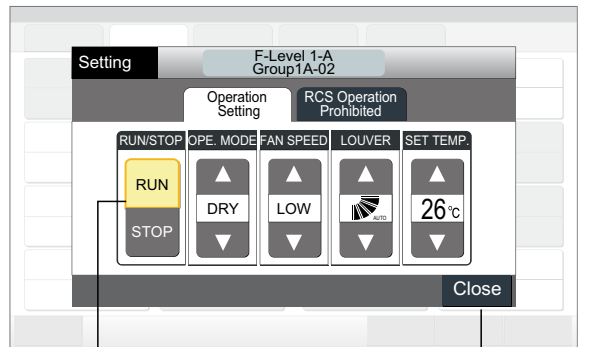 Setting
F-Level 1-A
Group1A-02
Operation
Setting
RCS Operation
Prohibited
RUN/STOP OPE. MODE FAN SPEED LOUVER SET TEMP.
RUN
STOP
DRY
LOW
AUTO
26℃
Close